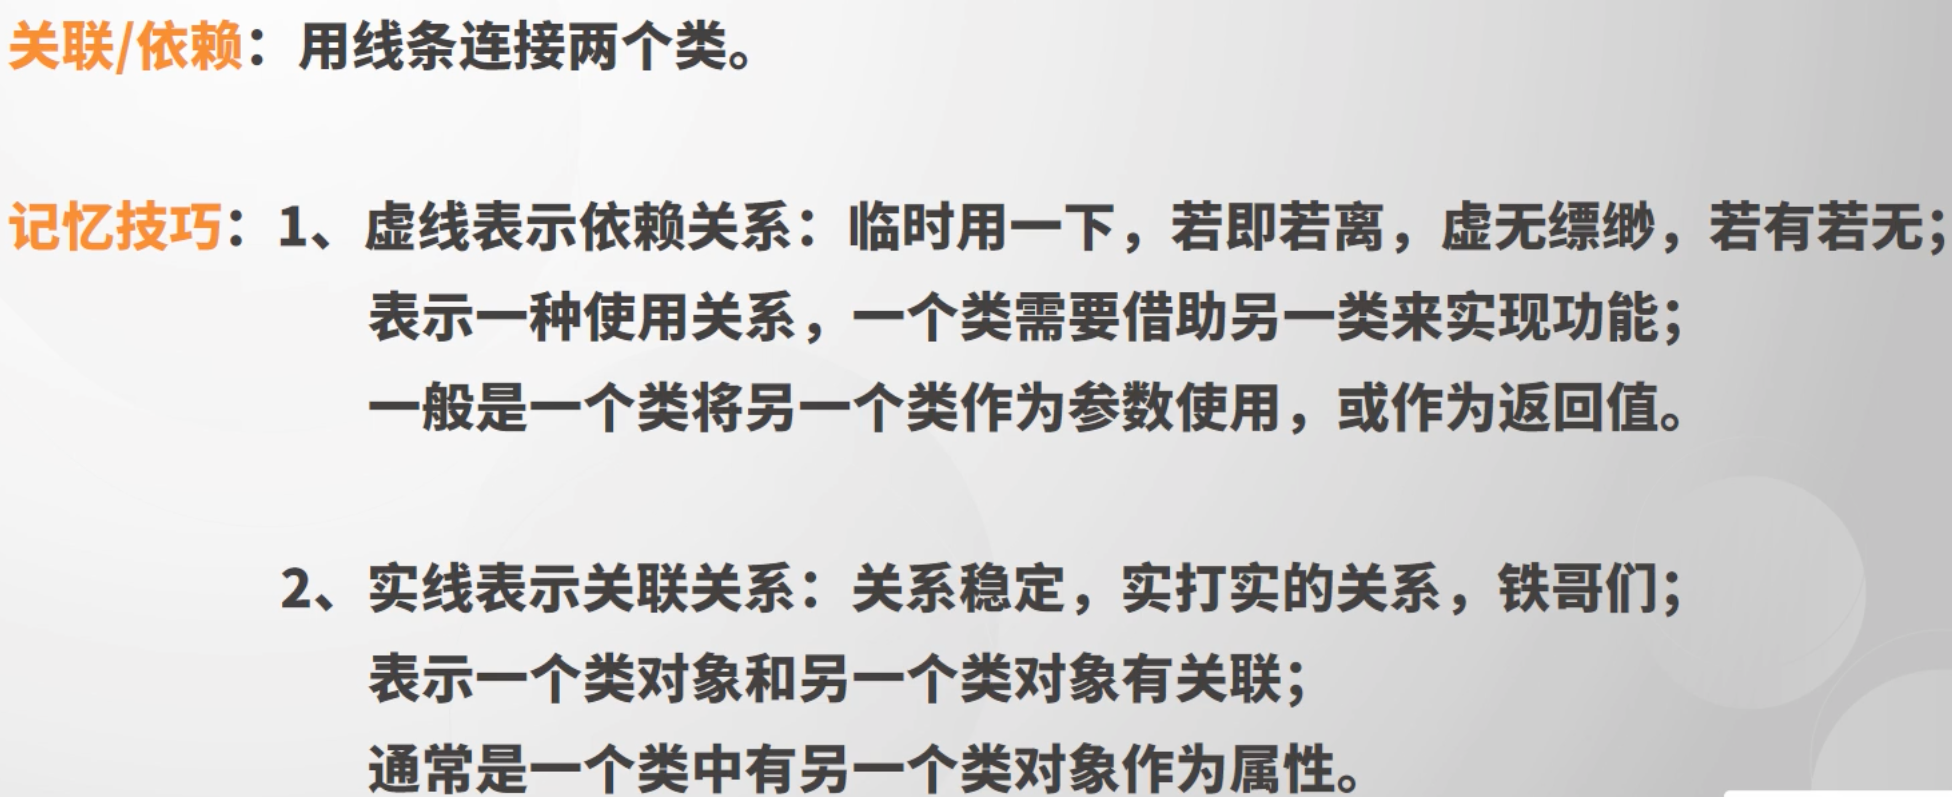 关联/依赖：用线条连接两个类。
记忆技巧：1、虚线表示依赖关系：临时用一下，若即若离，虚无缥缈，若有若无；
表示一种使用关系，一个类需要借助另一类来实现功能；
一般是一个类将另一个类作为参数使用，或作为返回值。
2、实线表示关联关系：关系稳定，实打实的关系，铁哥们；
表示一个类对象和另一个类对象有关联；
通常是一个类中有另一个类对象作为属性。